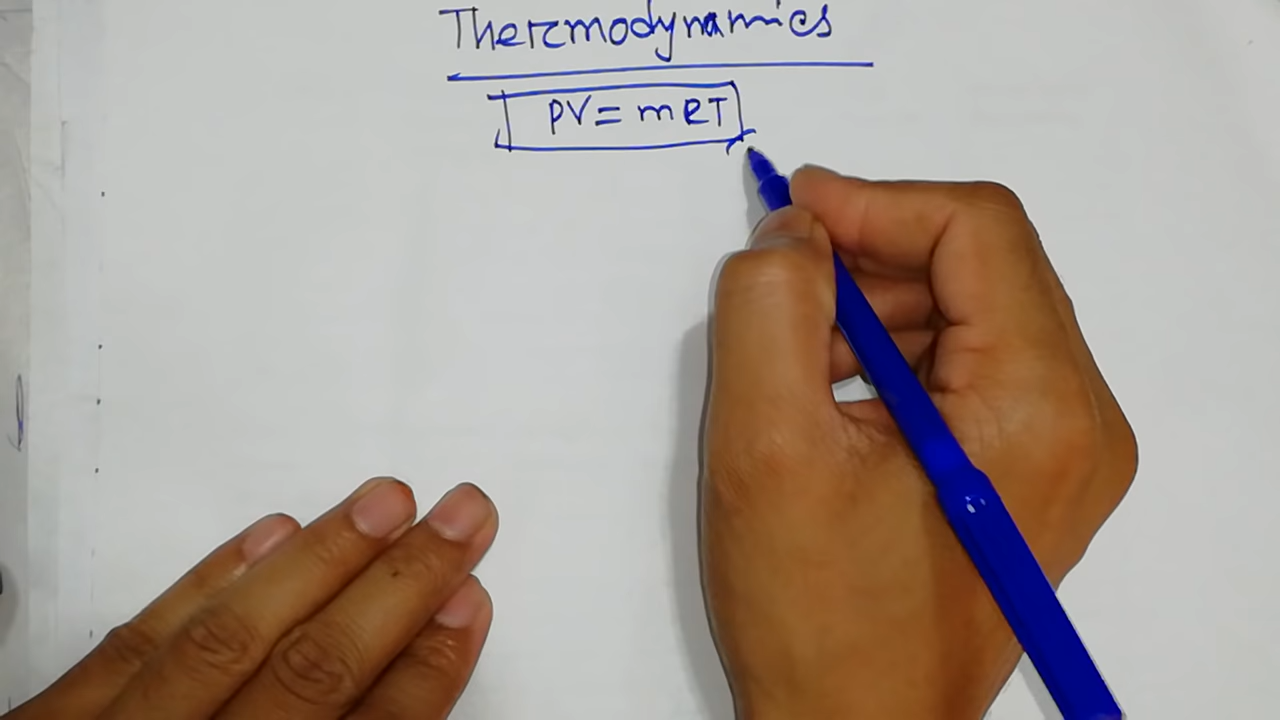 Thermodynamics
PV = mRT